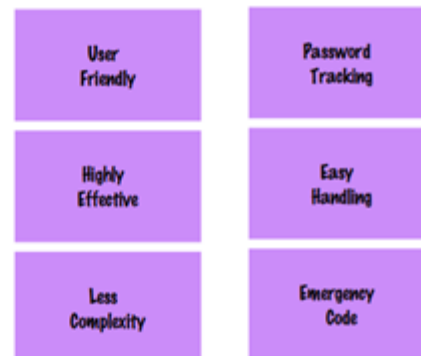 User
Friendly
Password
Tracking
Highly
Effective
Easy
Handling
Less
Complexity
Emergency
Code